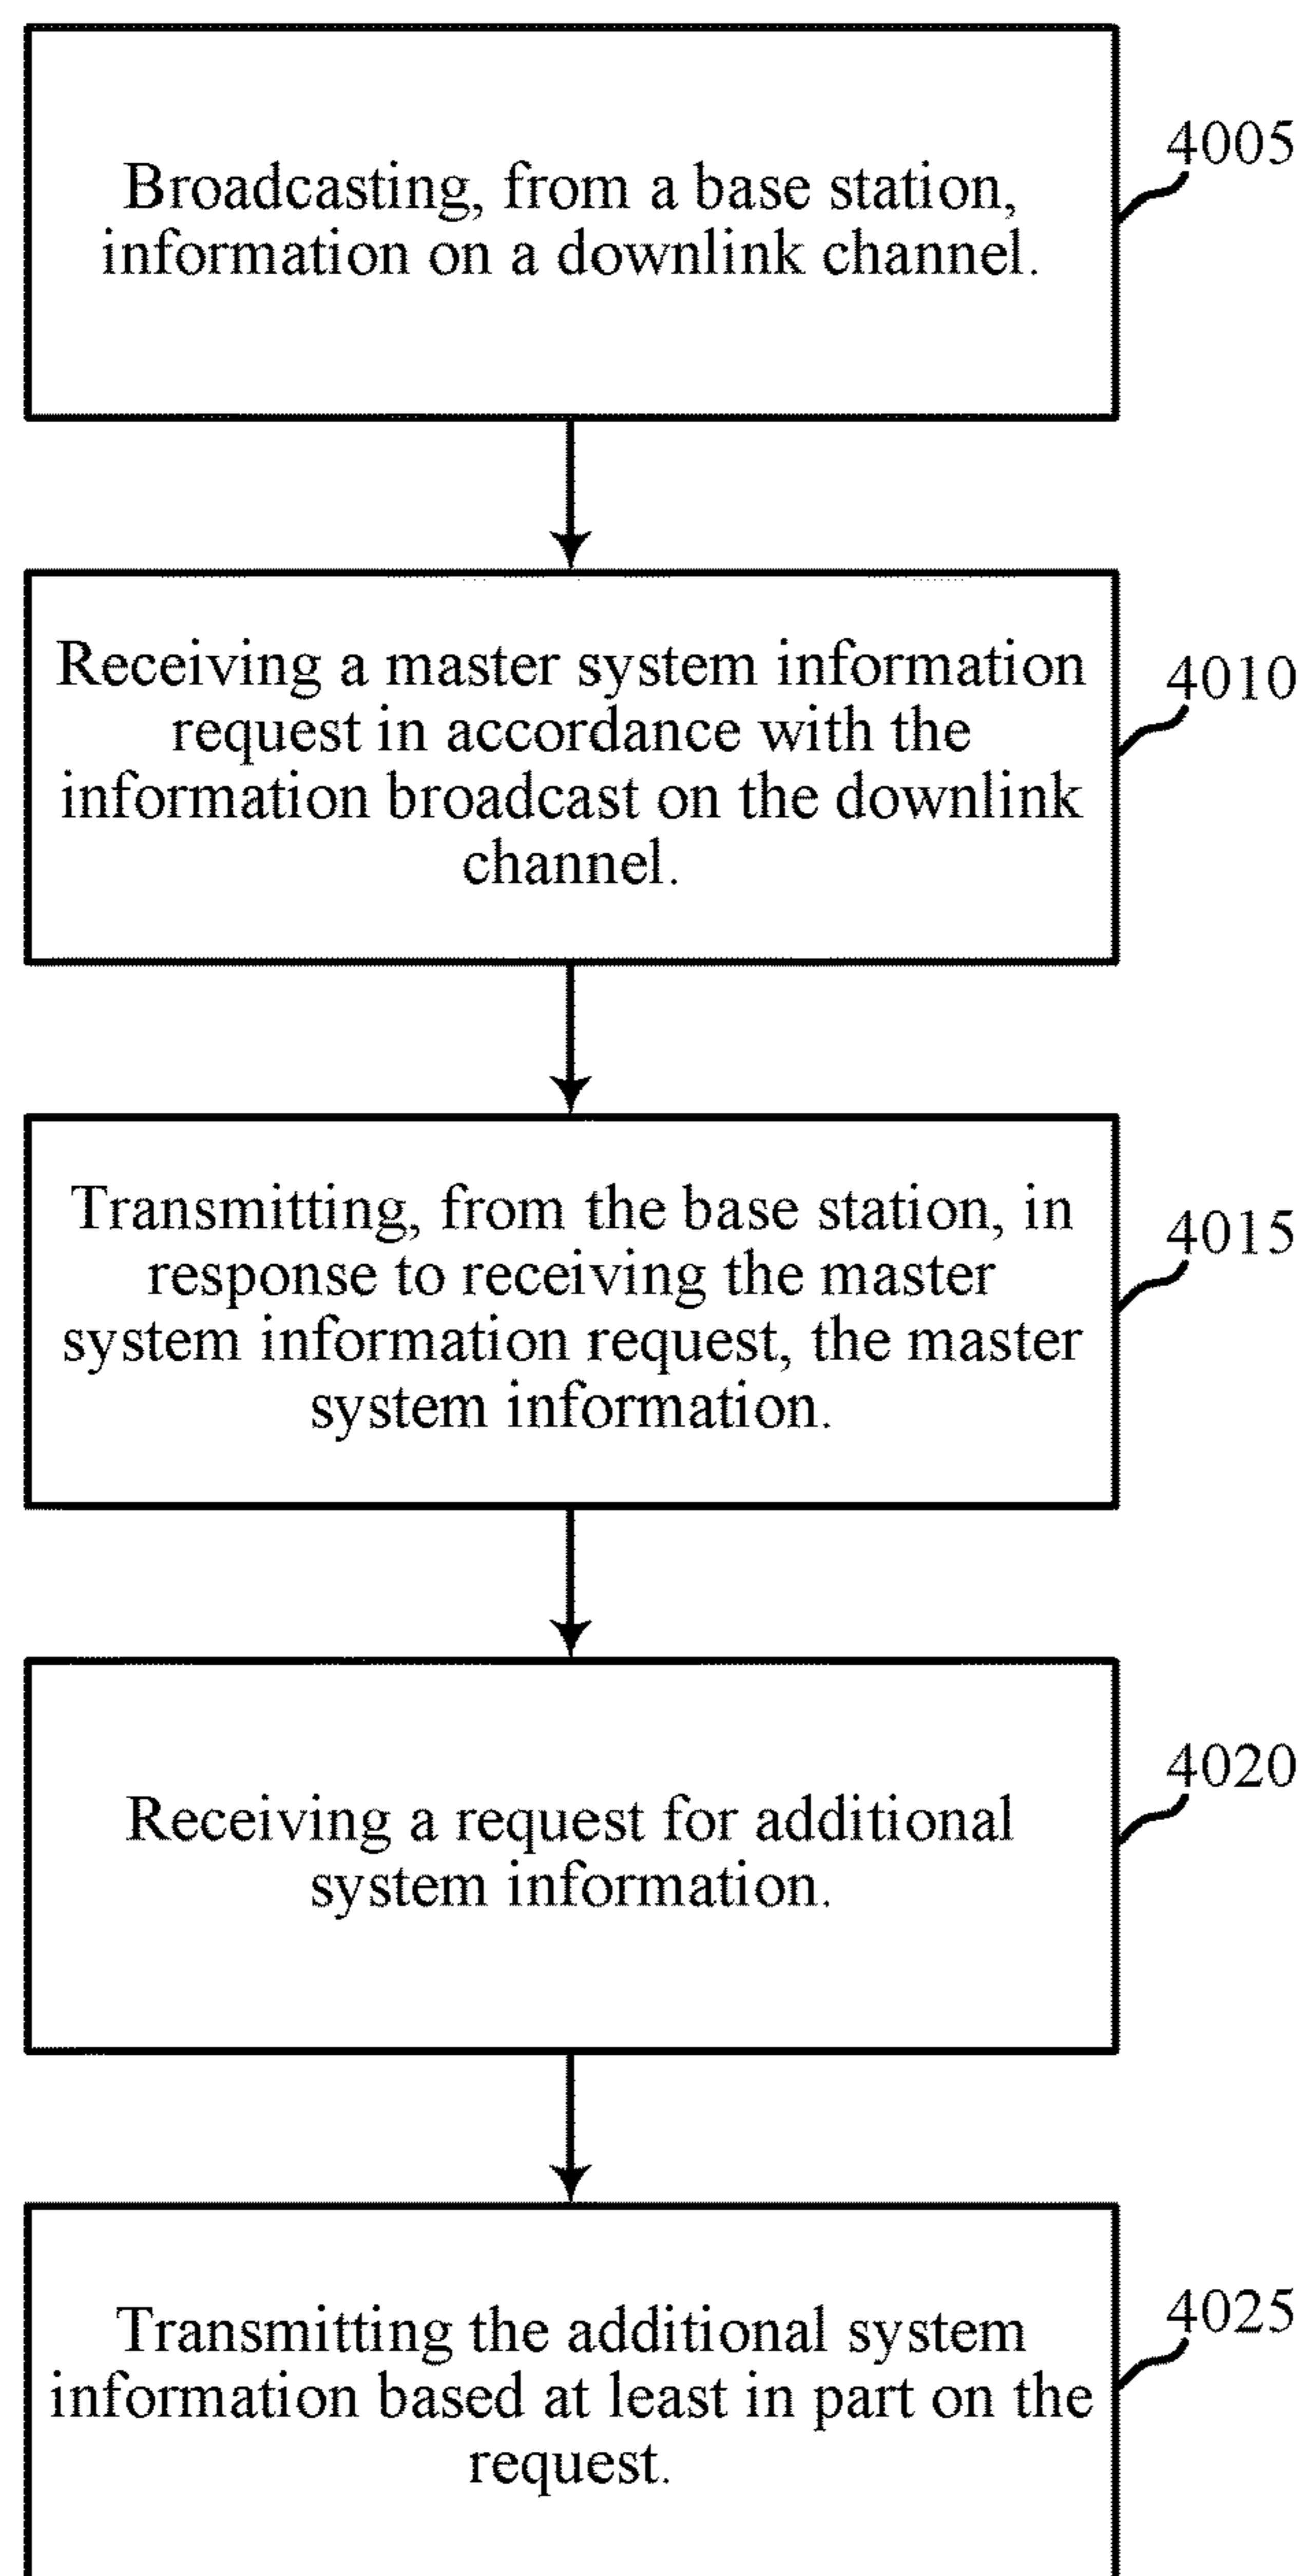 Broadcasting, from a base station,
information on a downlink channel.
4005
Receiving a master system information
request in accordance with the
information broadcast on the downlink
channel.
4010
Transmitting, from the base station, in
response to receiving the master
system information request, the master
system information.
4015
Receiving a request for additional
system information.
4020
Transmitting the additional system
information based at least in part on the
request.
4025